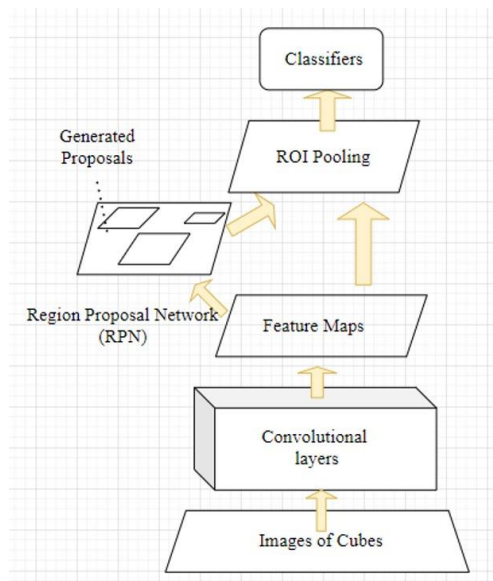 Classifiers
ROI Pooling
Generated
Proposals
Region Proposal Network
(RPN)
Feature Maps
Convolutional
layers
Images of Cubes